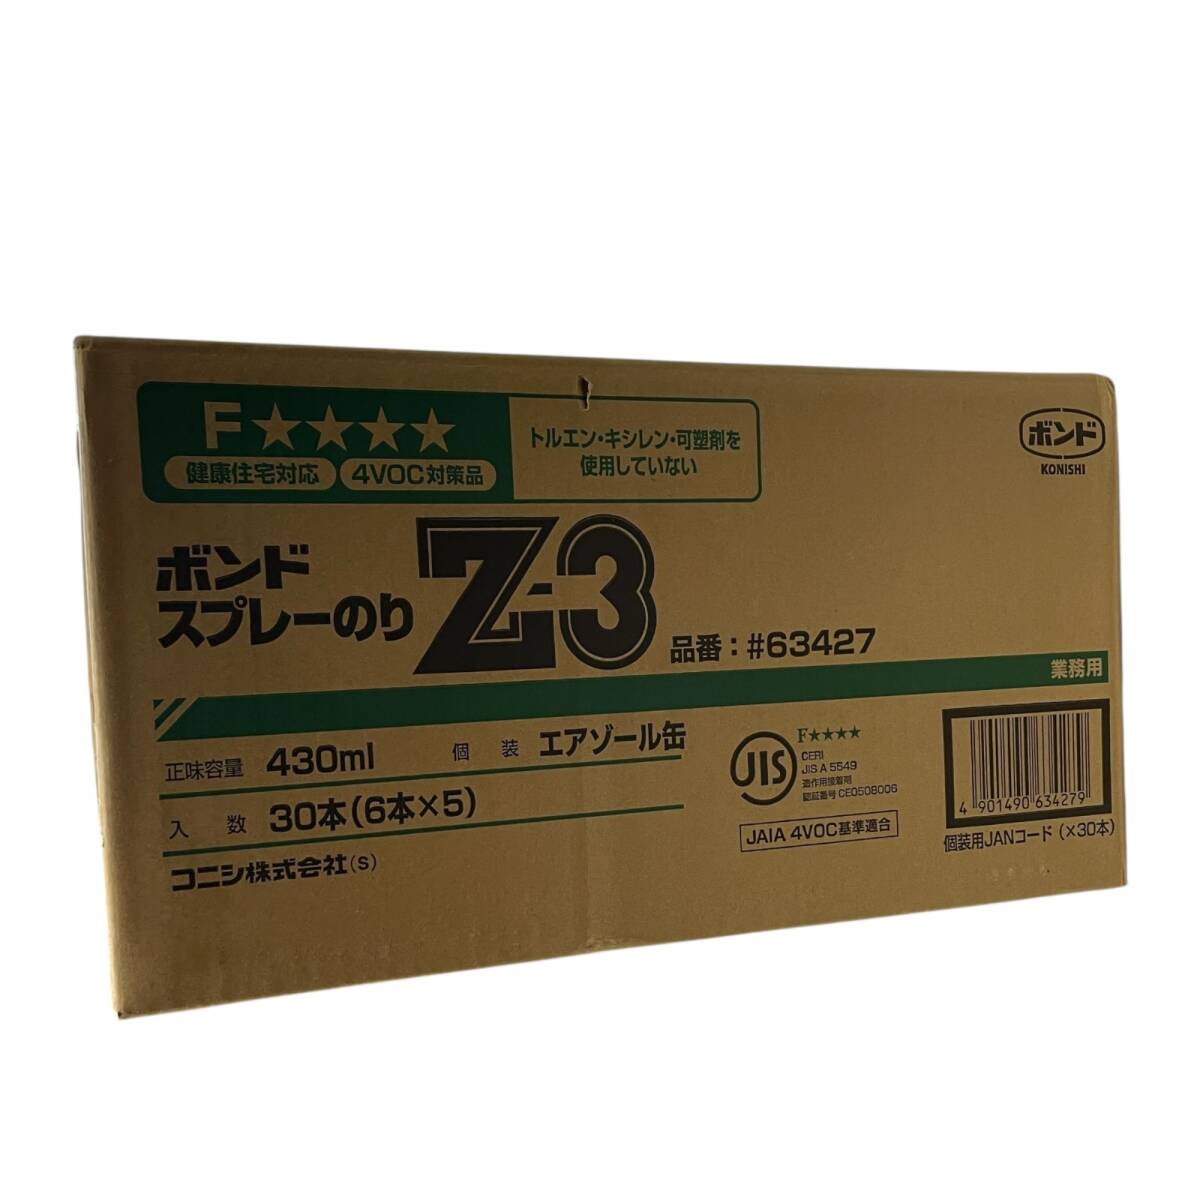 F★★★★
健康住宅対応 4VOC対策品
トルエン・キシレン・可塑剤を
使用していない
ボンド
KONISHI
ボンド
スプレーのり Z-3
品番：#63427
業務用
正味容量 430ml 個装 エアゾール缶
入数 30本(6本×5)
コニシ株式会社(S)
JIS
F★★★★
CERI
JIS A 5549
造作用接着剤
認証番号 CE0508006
JAIA 4VOC基準適合
4 901490 634279
個装用JANコード (×30本)